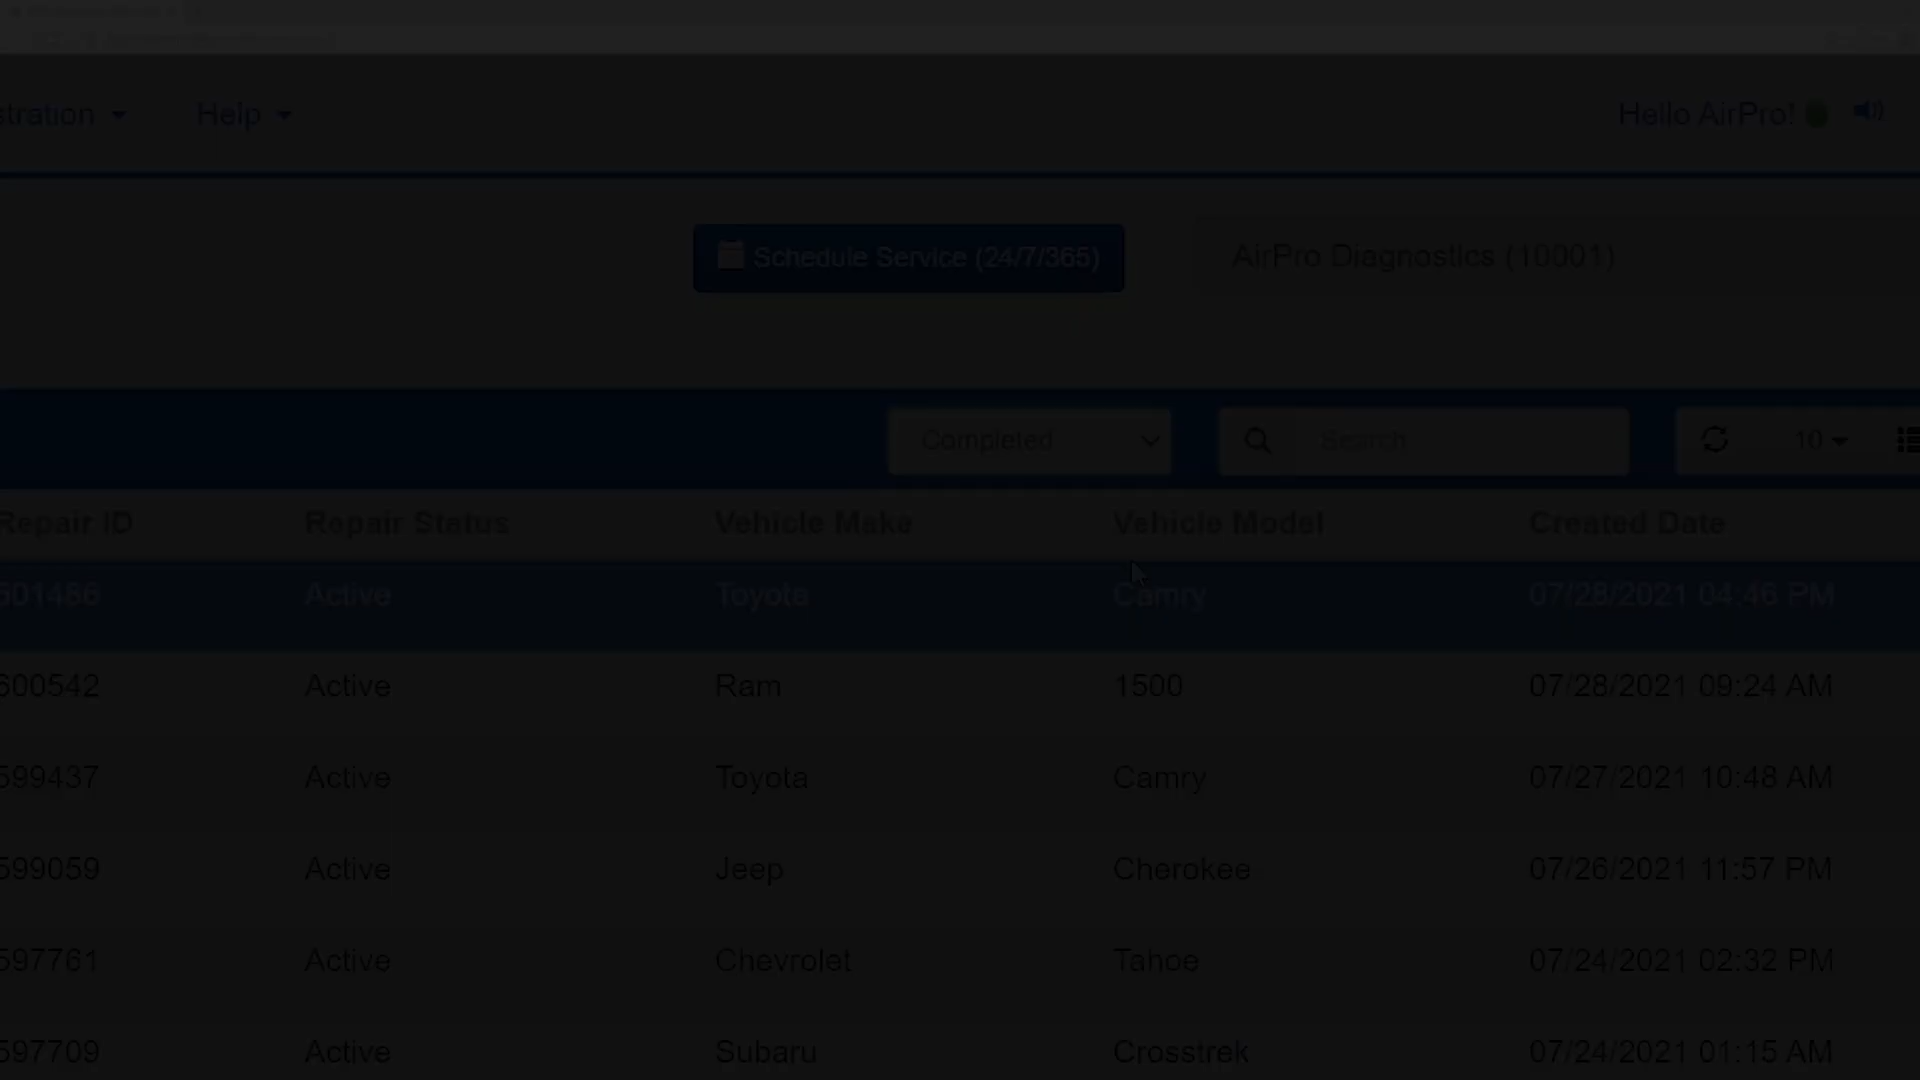 stration Help Hello AirPro!
Schedule Service (24/7/365) AirPro Diagnostics (10001)
Completed Search 10
Repair ID Repair Status Vehicle Make Vehicle Model Created Date
601486 Active Toyota Camry 07/28/2021 04:46 PM
600542 Active Ram 1500 07/28/2021 09:24 AM
599437 Active Toyota Camry 07/27/2021 10:48 AM
599059 Active Jeep Cherokee 07/26/2021 11:57 PM
597761 Active Chevrolet Tahoe 07/24/2021 02:32 PM
597709 Active Subaru Crosstrek 07/24/2021 01:15 AM